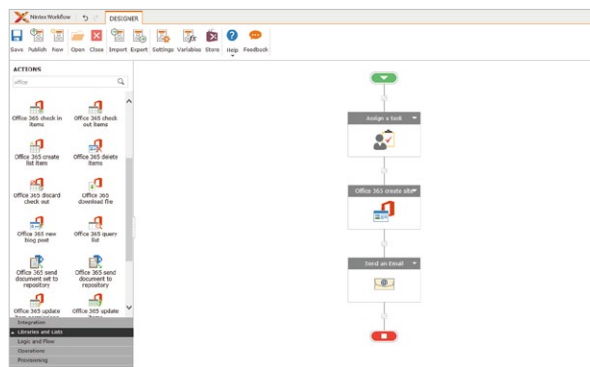 Nintex Workflow
DESIGNER
Save Publish New Open Close Import Export Settings Variables Store Help Feedback
ACTIONS
office
Office 365 check in items
Office 365 check out items
Office 365 create list item
Office 365 delete items
Office 365 discard check out
Office 365 download file
Office 365 new blog post
Office 365 query list
Office 365 send document set to repository
Office 365 send document to repository
Office 365 update item permissions
Office 365 update items
Integration
Libraries and Lists
Logic and Flow
Operations
Provisioning
Assign a task
Office 365 create site
Send an Email